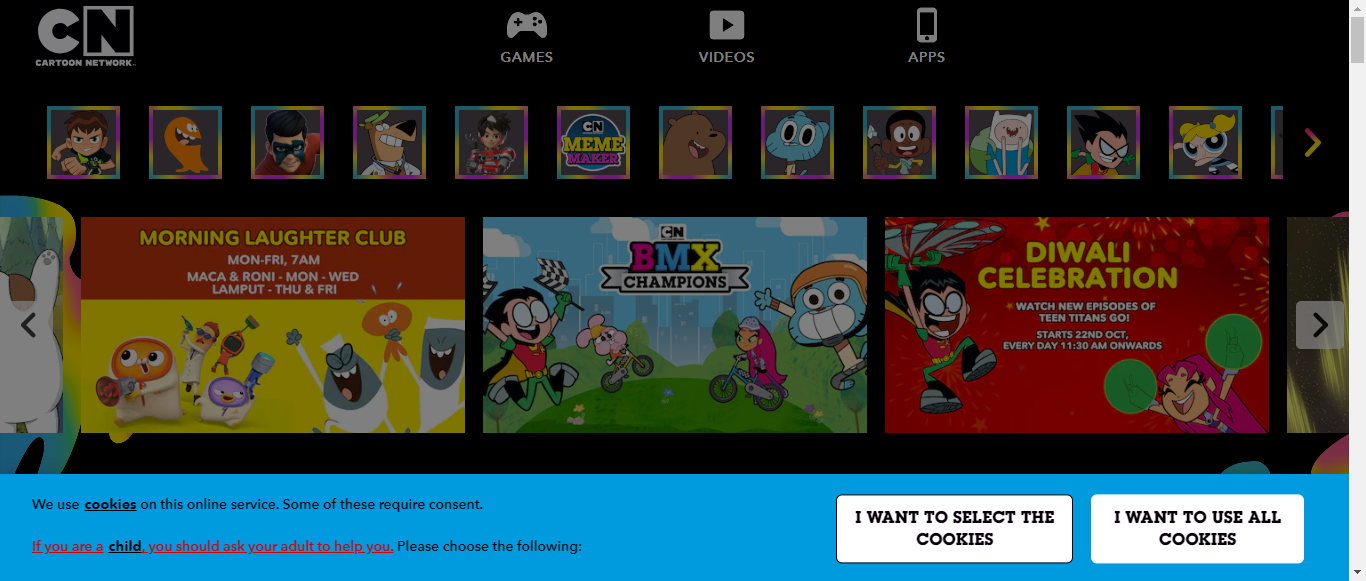 CN
CARTOON NETWORK
GAMES
VIDEOS
APPS
CN
MEME
MAKER
MORNING LAUGHTER CLUB
MON-FRI, 7AM
MACA & RONI - MON - WED
LAMPUT - THU & FRI
CN
BMX
CHAMPIONS
DIWALI
CELEBRATION
WATCH NEW EPISODES OF
TEEN TITANS GO!
STARTS 22ND OCT,
EVERY DAY 11:30 AM ONWARDS
We use cookies on this online service. Some of these require consent.
If you are a child, you should ask your adult to help you. Please choose the following:
I WANT TO SELECT THE
COOKIES
I WANT TO USE ALL
COOKIES